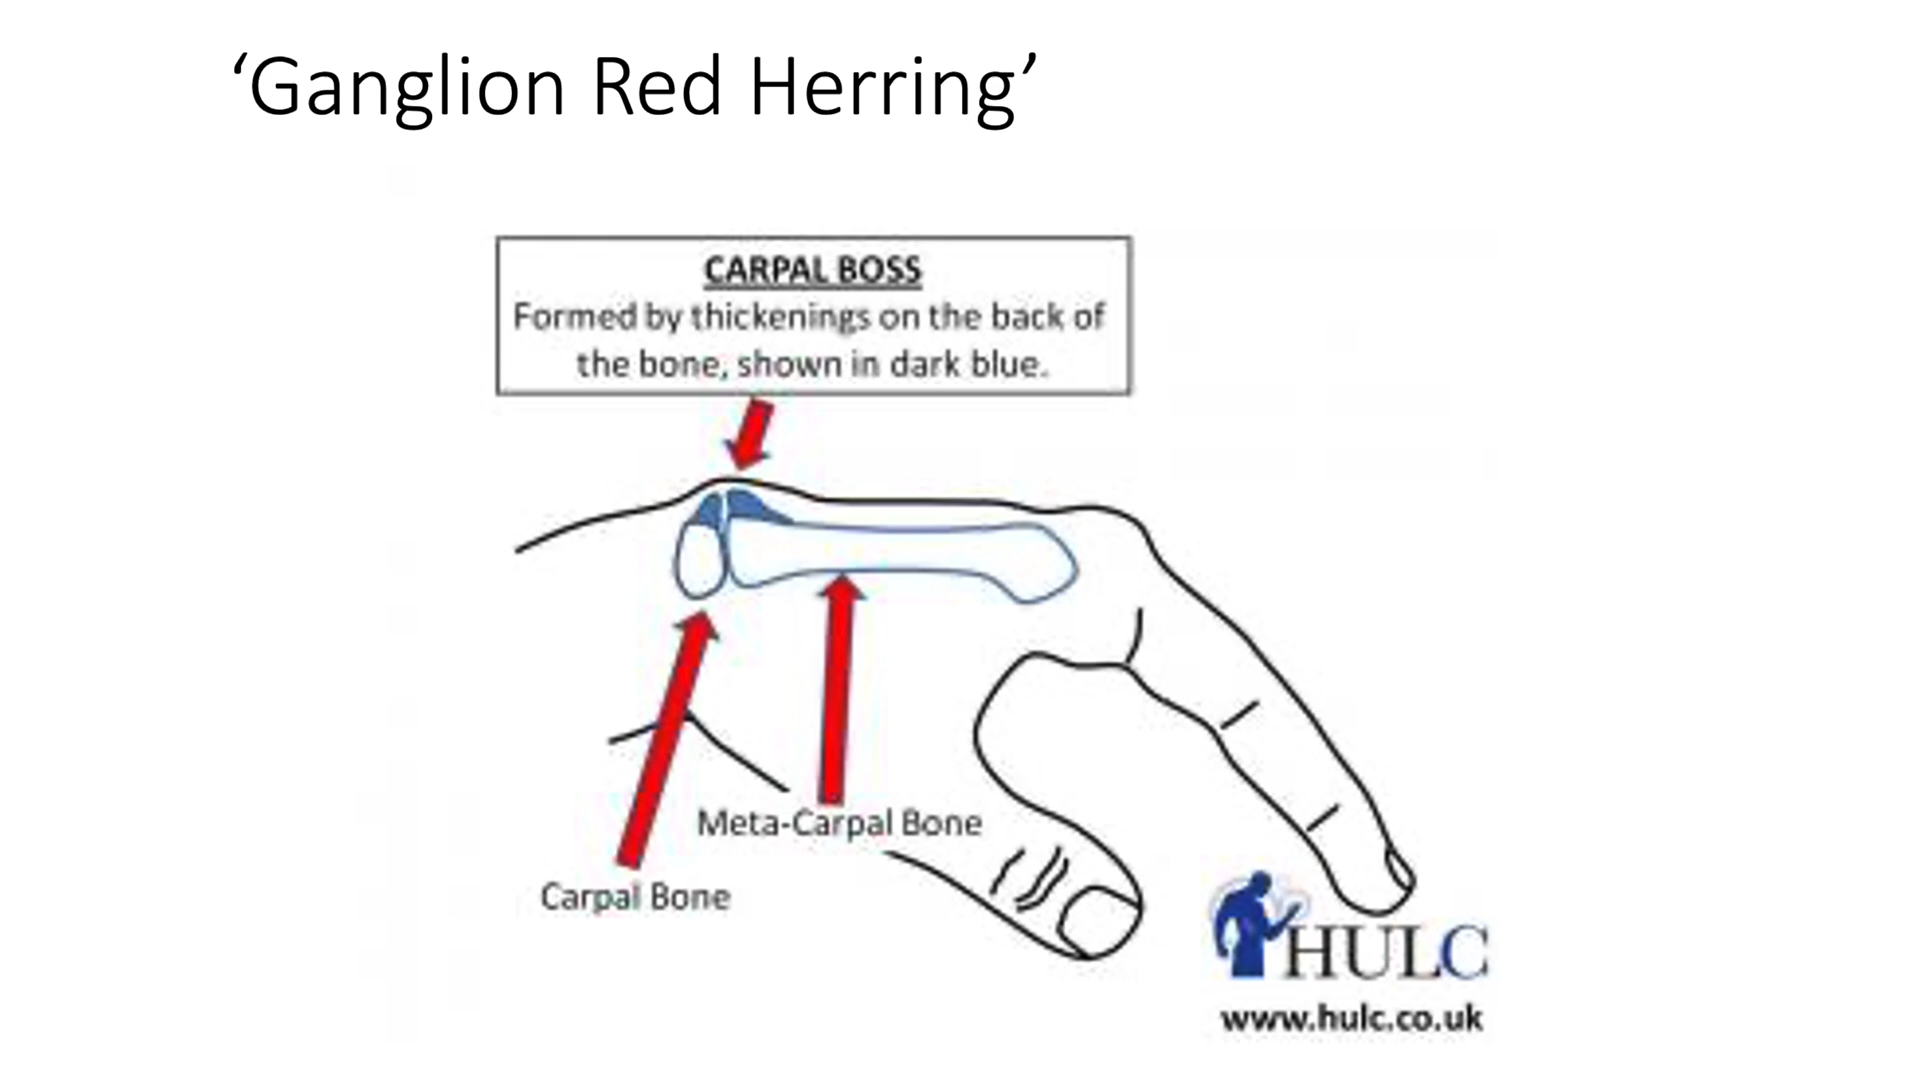 ‘Ganglion Red Herring’
CARPAL BOSS
Formed by thickenings on the back of
the bone, shown in dark blue.
Meta-Carpal Bone
Carpal Bone
HULC
www.hulc.co.uk